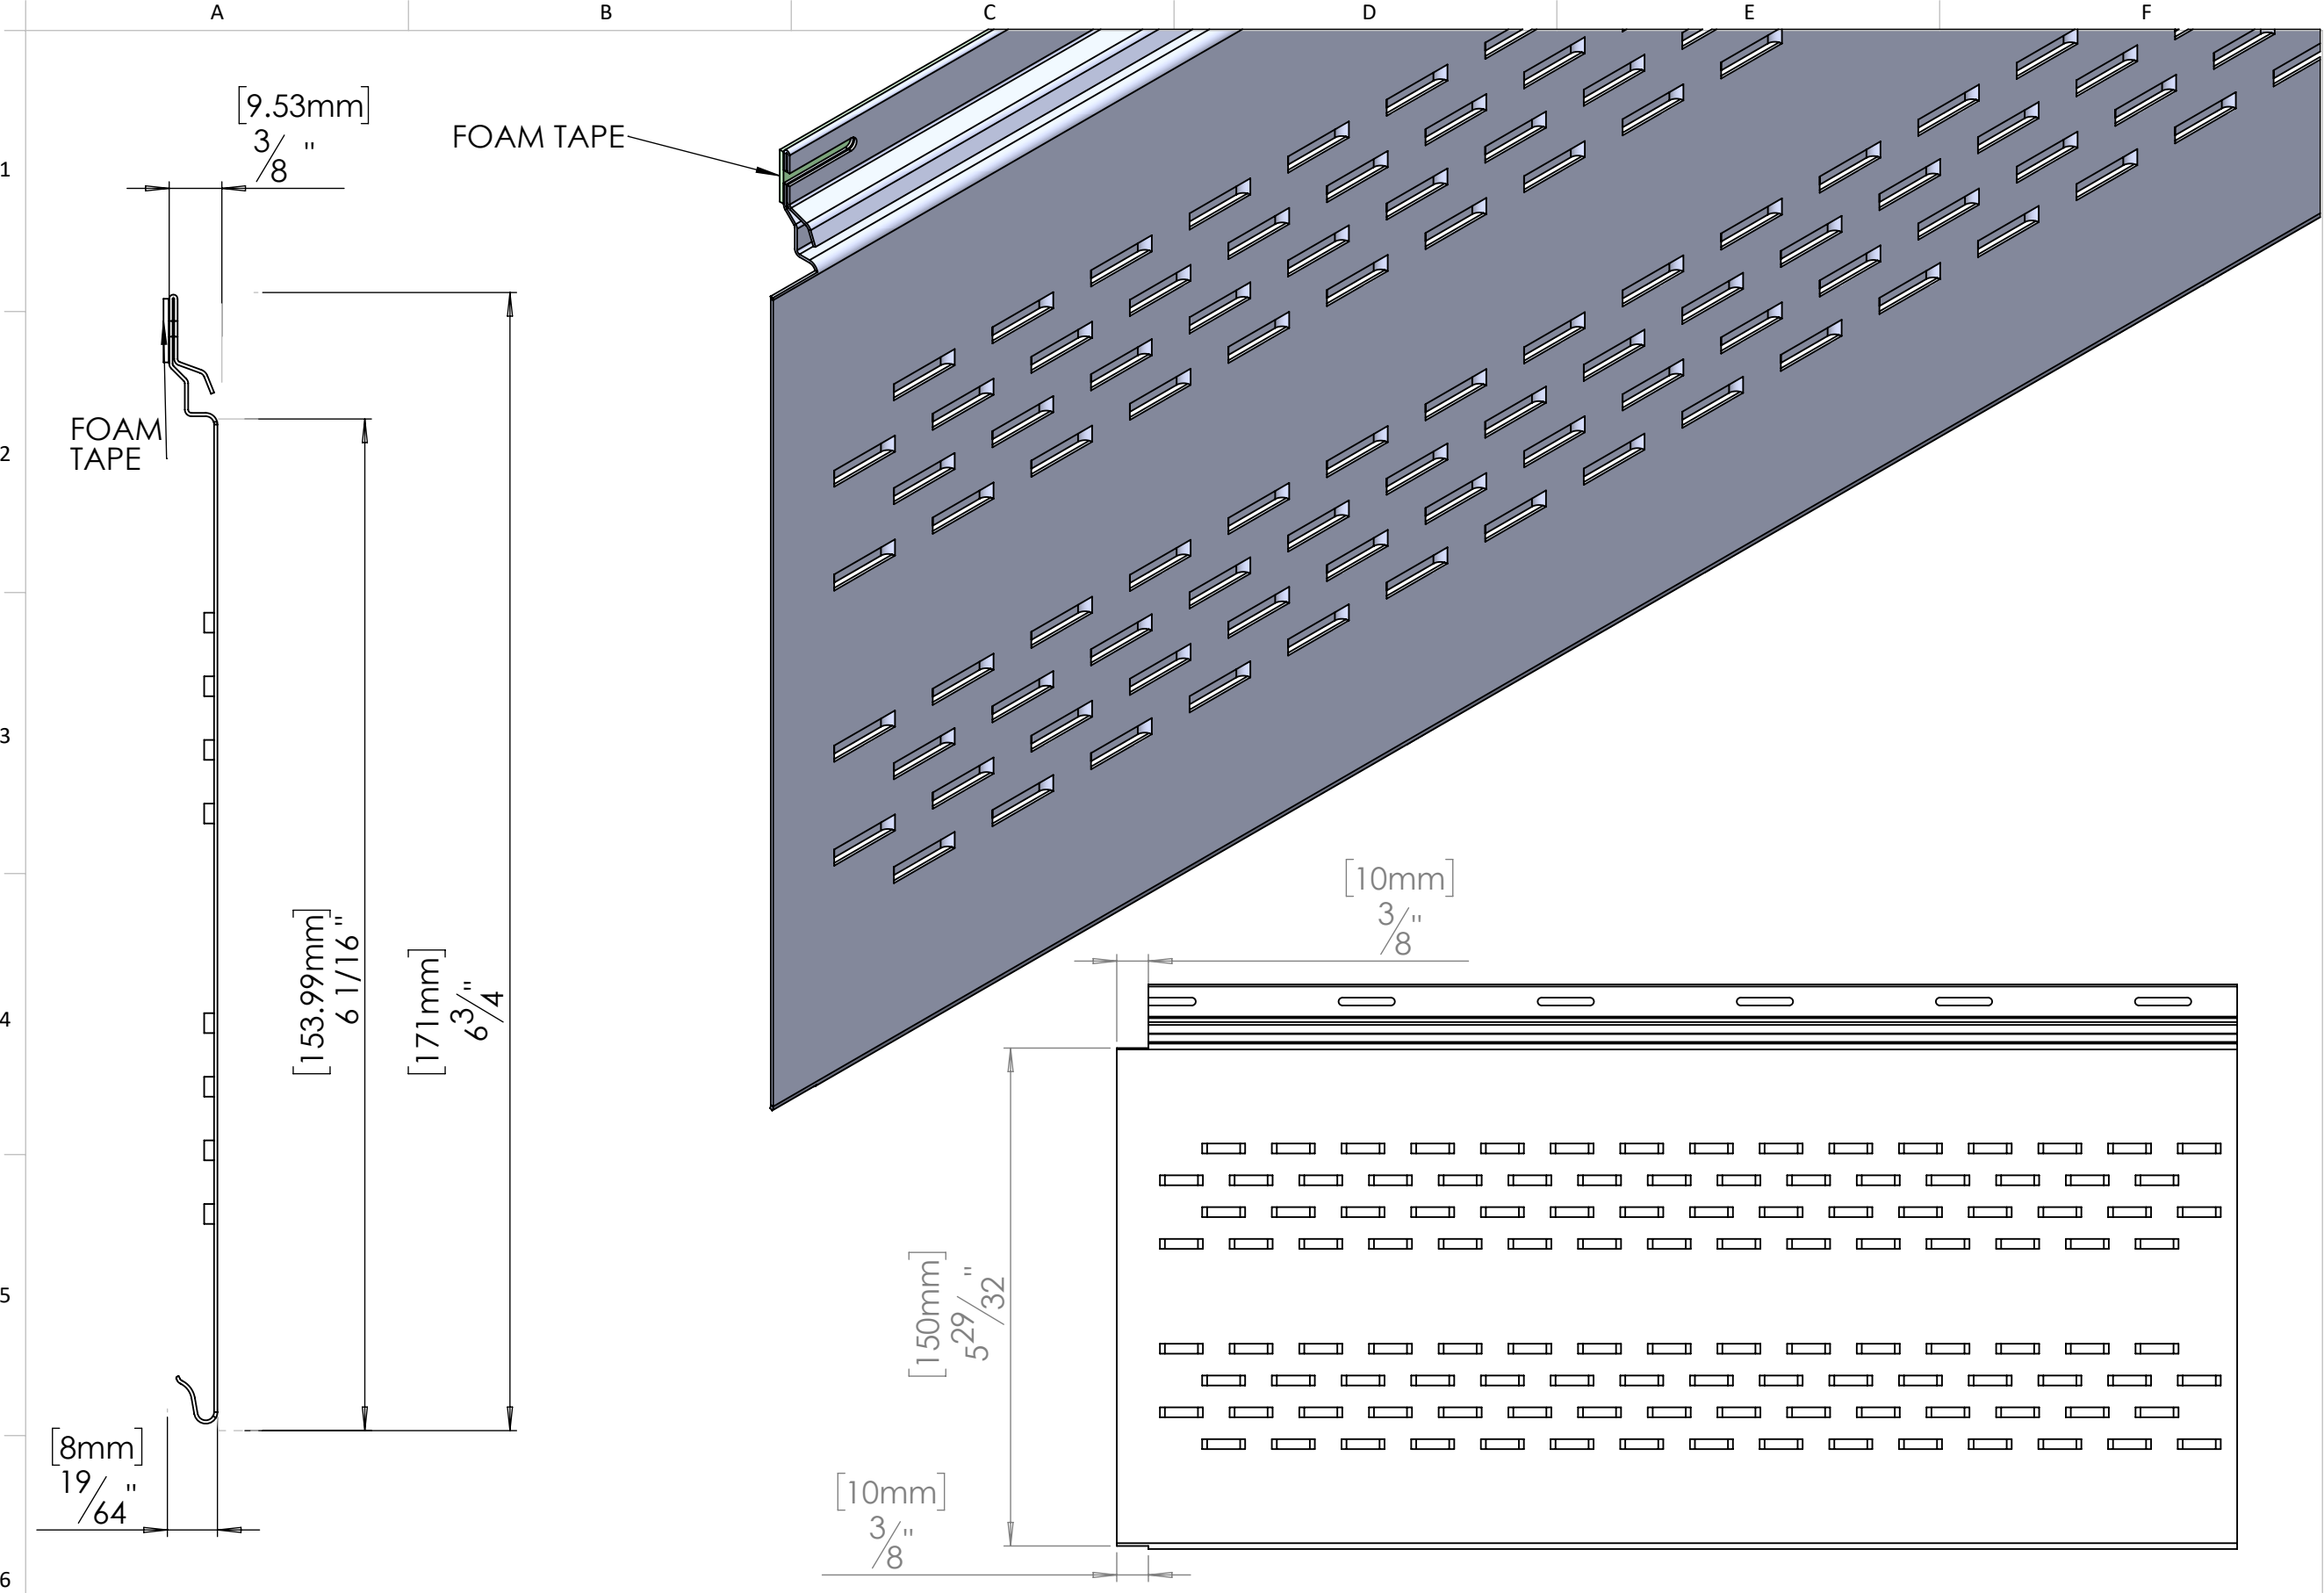 A B C D E F
1
2
3
4
5
6
[9.53mm]
3/8 "
FOAM TAPE
FOAM
TAPE
[153.99mm]
6 1/16"
[171mm]
6 3/4"
[8mm]
19/64"
[10mm]
3/8"
[150mm]
5 29/32"
[10mm]
3/8"